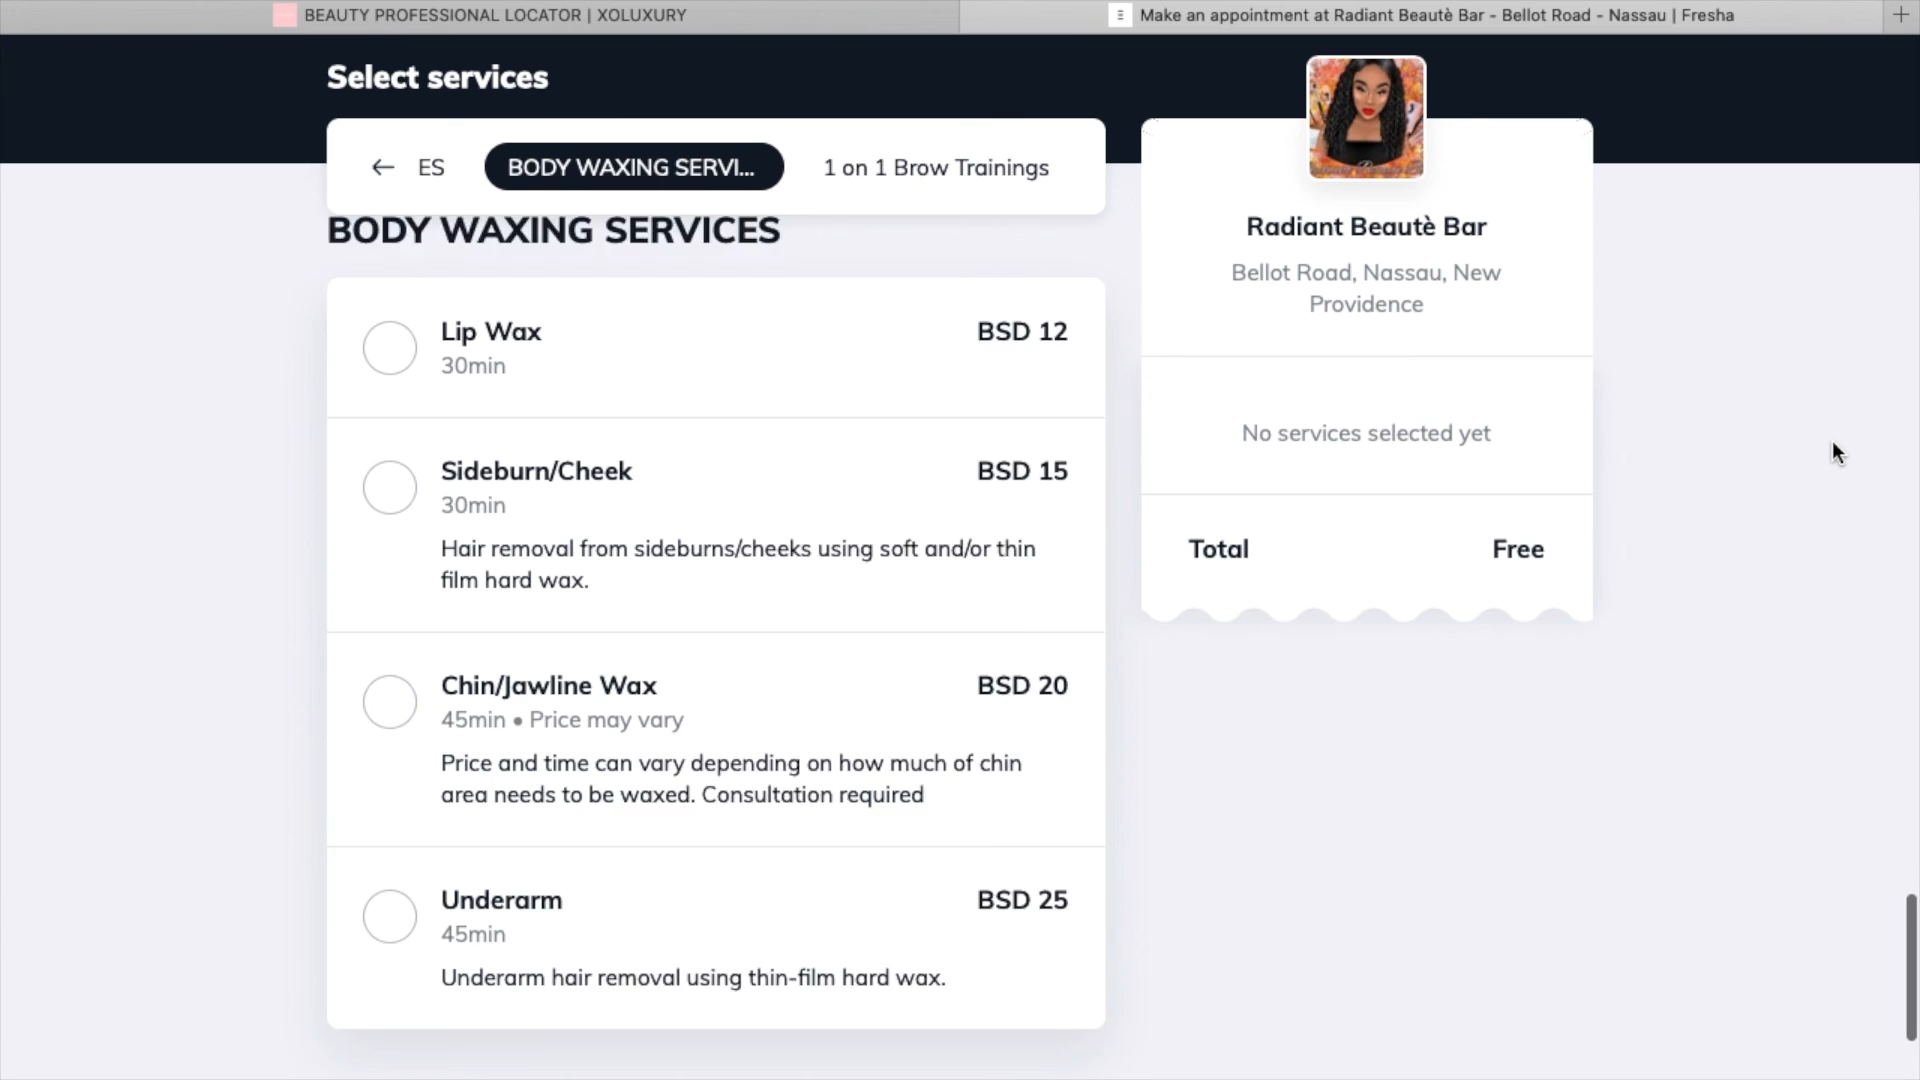 BEAUTY PROFESSIONAL LOCATOR | XOLUXURY
Make an appointment at Radiant Beautè Bar - Bellot Road - Nassau | Fresha
Select services
ES
BODY WAXING SERVI...
1 on 1 Brow Trainings
BODY WAXING SERVICES
Lip Wax
BSD 12
30min
Sideburn/Cheek
BSD 15
30min
Hair removal from sideburns/cheeks using soft and/or thin
film hard wax.
Chin/Jawline Wax
BSD 20
45min • Price may vary
Price and time can vary depending on how much of chin
area needs to be waxed. Consultation required
Underarm
BSD 25
45min
Underarm hair removal using thin-film hard wax.
Radiant Beautè Bar
Bellot Road, Nassau, New
Providence
No services selected yet
Total
Free